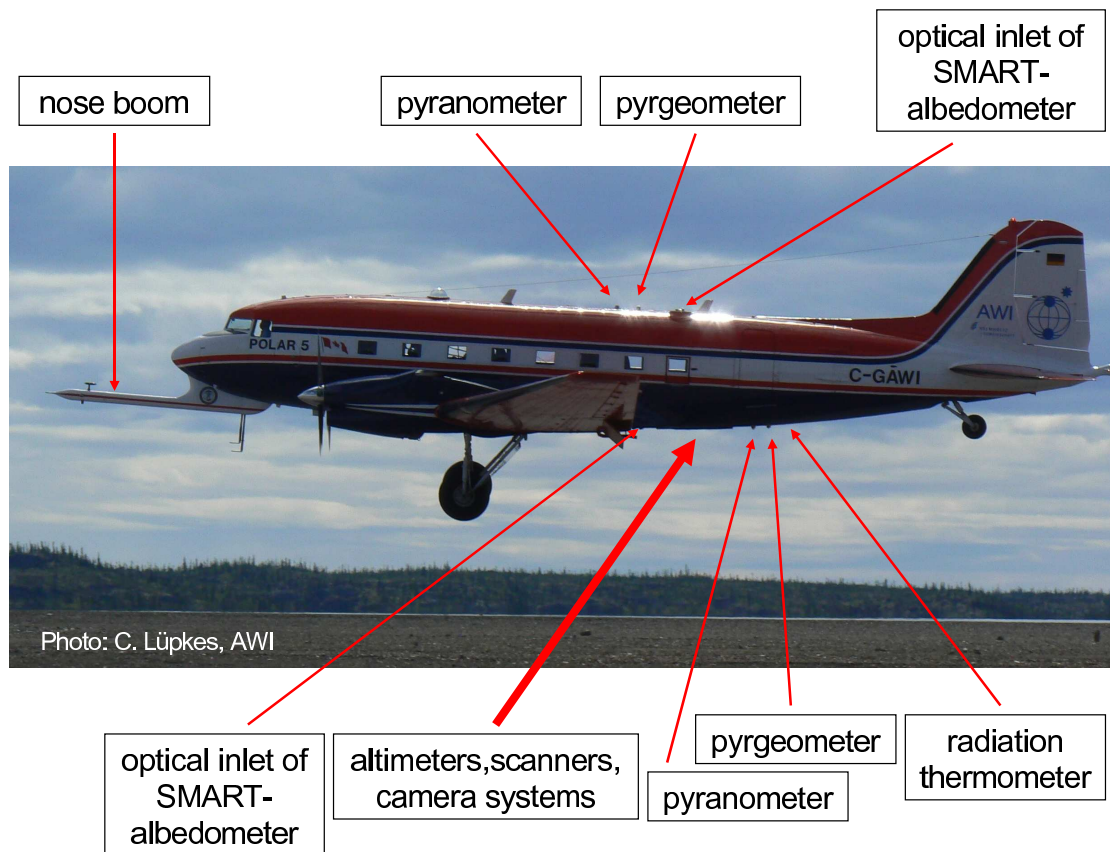 optical inlet of
SMART-
albedometer
nose boom
pyranometer
pyrgeometer
AWI
POLAR 5
C-GAWI
Photo: C. Lüpkes, AWI
optical inlet of
SMART-
albedometer
altimeters,scanners,
camera systems
pyrgeometer
pyranometer
radiation
thermometer